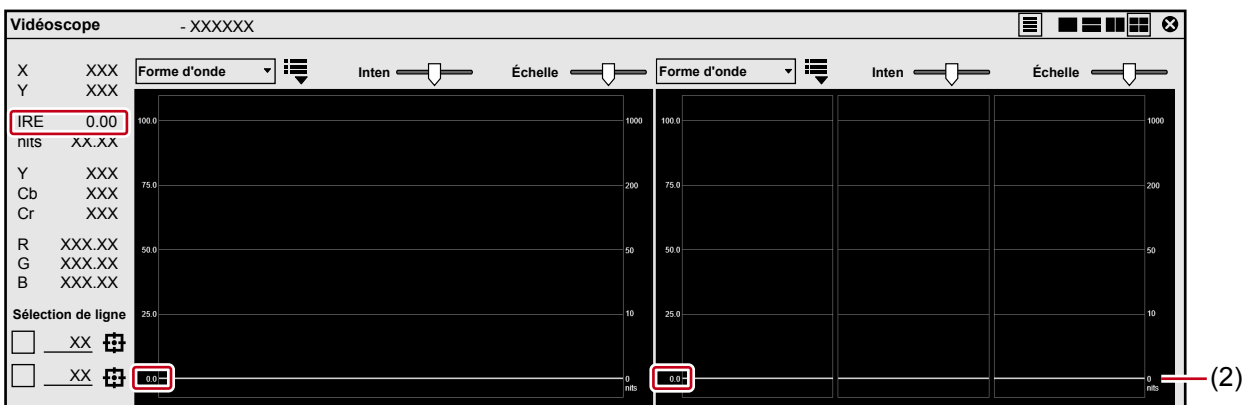 Vidéoscope - XXXXXX
X XXX
Y XXX
IRE 0.00
nits XX.XX
Y XXX
Cb XXX
Cr XXX
R XXX.XX
G XXX.XX
B XXX.XX
Sélection de ligne
XX
XX
Forme d'onde Inten Échelle
100.0 1000
75.0 200
50.0 50
25.0 10
0.0 0
nits
Forme d'onde Inten Échelle
100.0 1000
75.0 200
50.0 50
25.0 10
0.0 0
nits
(2)